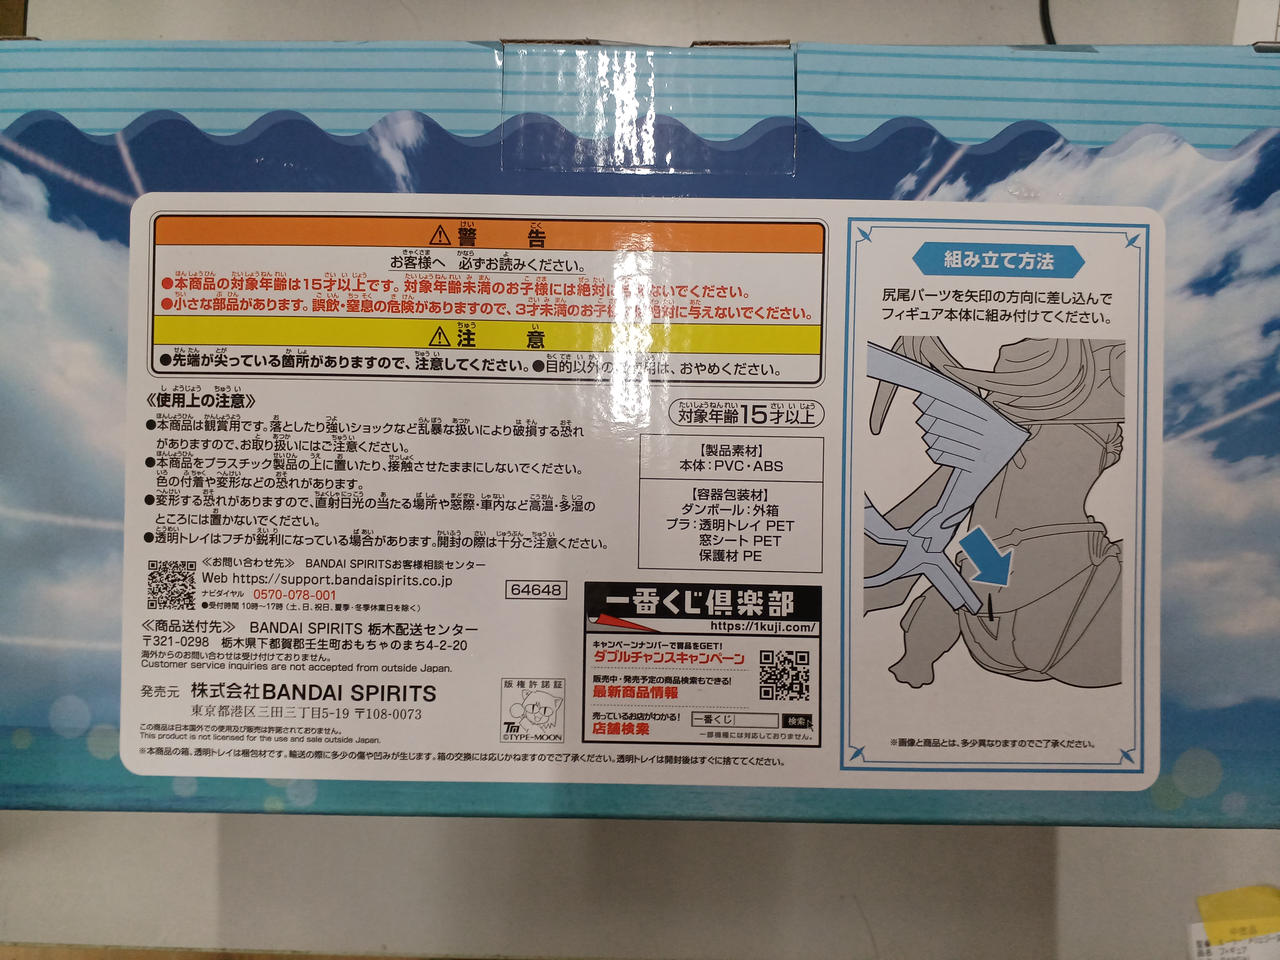 ⚠警告
お客様へ 必ずお読みください。
●本商品の対象年齢は15才以上です。対象年齢未満のお子様には絶対に えないでください。
●小さな部品があります。誤飲・窒息の危険がありますので、3才未満のお子様 絶対に与えないでください。
⚠注意
●先端が尖っている箇所がありますので、注意してください。●目的以外の 用は、おやめください。
《使用上の注意》
●本商品は観賞用です。落としたり強いショックなど乱暴な扱いにより破損する恐れ
がありますので、お取り扱いにはご注意ください。
●本商品をプラスチック製品の上に置いたり、接触させたままにしないでください。
色の付着や変形などの恐れがあります。
●変形する恐れがありますので、直射日光の当たる場所や窓際・車内など高温・多湿の
ところには置かないでください。
●透明トレイはフチが鋭利になっている場合があります。開封の際は十分ご注意ください。
《お問い合わせ先》 BANDAI SPIRITSお客様相談センター
Web https://support.bandaispirits.co.jp
ナビダイヤル 0570-078-001
●受付時間 10時〜17時(土、日、祝日、夏季・冬季休業日を除く)
64648
《商品送付先》 BANDAI SPIRITS 栃木配送センター
〒321-0298 栃木県下都賀郡壬生町おもちゃのまち4-2-20
海外からのお問い合わせは受け付けておりません。
Customer service inquiries are not accepted from outside Japan.
発売元 株式会社BANDAI SPIRITS
東京都港区三田三丁目5-19 〒108-0073
この商品は日本国外での使用及び販売は許諾されておりません。
This product is not licensed for the use and sale outside Japan.
版権許諾証
TM
©TYPE-MOON
※本商品の箱、透明トレイは梱包材です。輸送の際に多少の傷や凹みが生じます。箱の交換には応じかねますのでご了承ください。透明トレイは開封後はすぐに捨ててください。
対象年齢15才以上
【製品素材】
本体:PVC・ABS
【容器包装材】
ダンボール:外箱
プラ:透明トレイ PET
窓シート PET
保護材 PE
一番くじ倶楽部
https://1kuji.com/
キャンペーンナンバーで賞品をGET!
ダブルチャンスキャンペーン
販売中・発売予定の商品検索もできる!
最新商品情報
売っているお店がわかる!
店舗検索
一番くじ 検索
一部機種には対応しておりません。
組み立て方法
尻尾パーツを矢印の方向に差し込んで
フィギュア本体に組み付けてください。
※画像と商品とは、多少異なりますのでご了承ください。
中古品
フィギュア